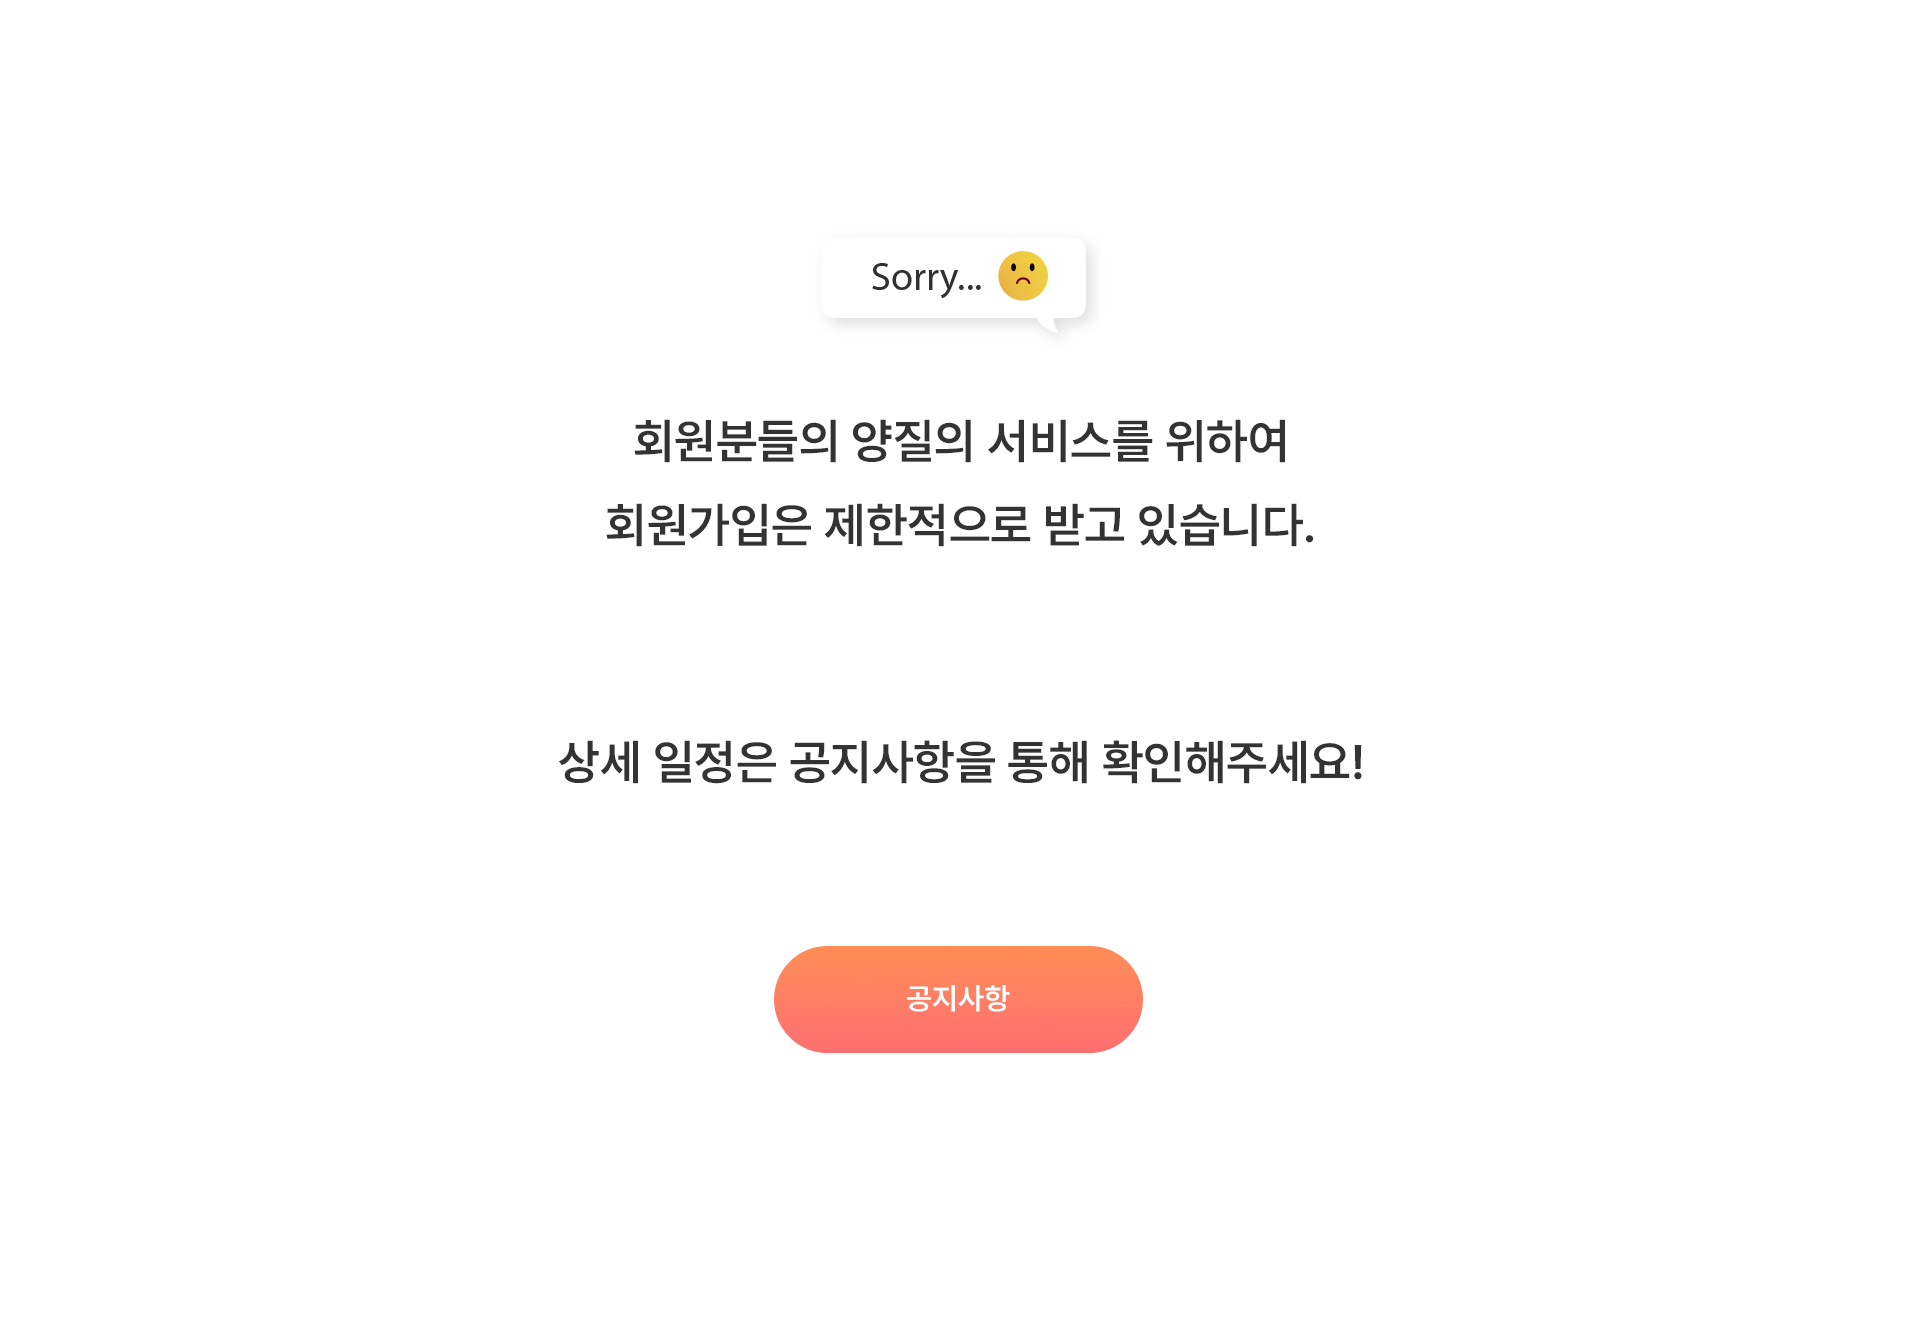 Sorry...
회원분들의 양질의 서비스를 위하여
회원가입은 제한적으로 받고 있습니다.
상세 일정은 공지사항을 통해 확인해주세요!
공지사항